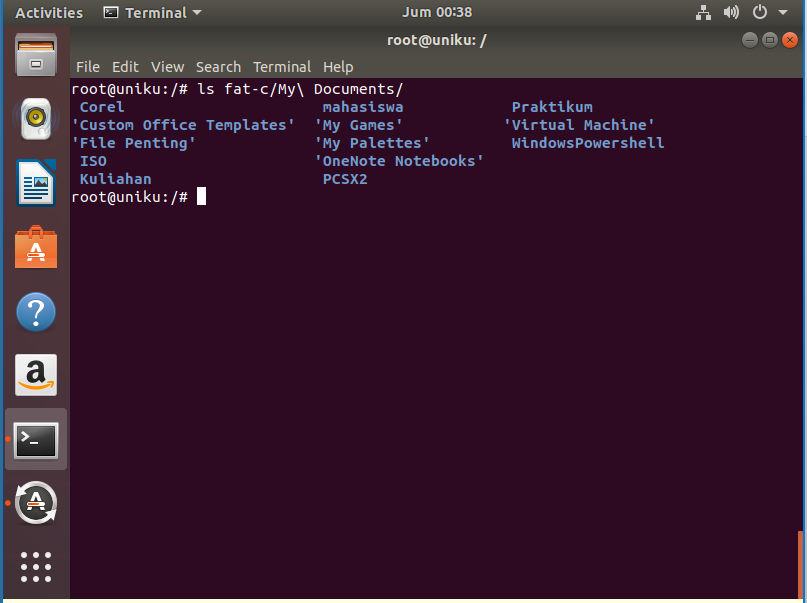 Activities Terminal Jum 00:38
root@uniku: /
File Edit View Search Terminal Help
root@uniku:/# ls fat-c/My\ Documents/
Corel mahasiswa Praktikum
'Custom Office Templates' 'My Games' 'Virtual Machine'
'File Penting' 'My Palettes' WindowsPowershell
ISO 'OneNote Notebooks'
Kuliahan PCSX2
root@uniku:/#